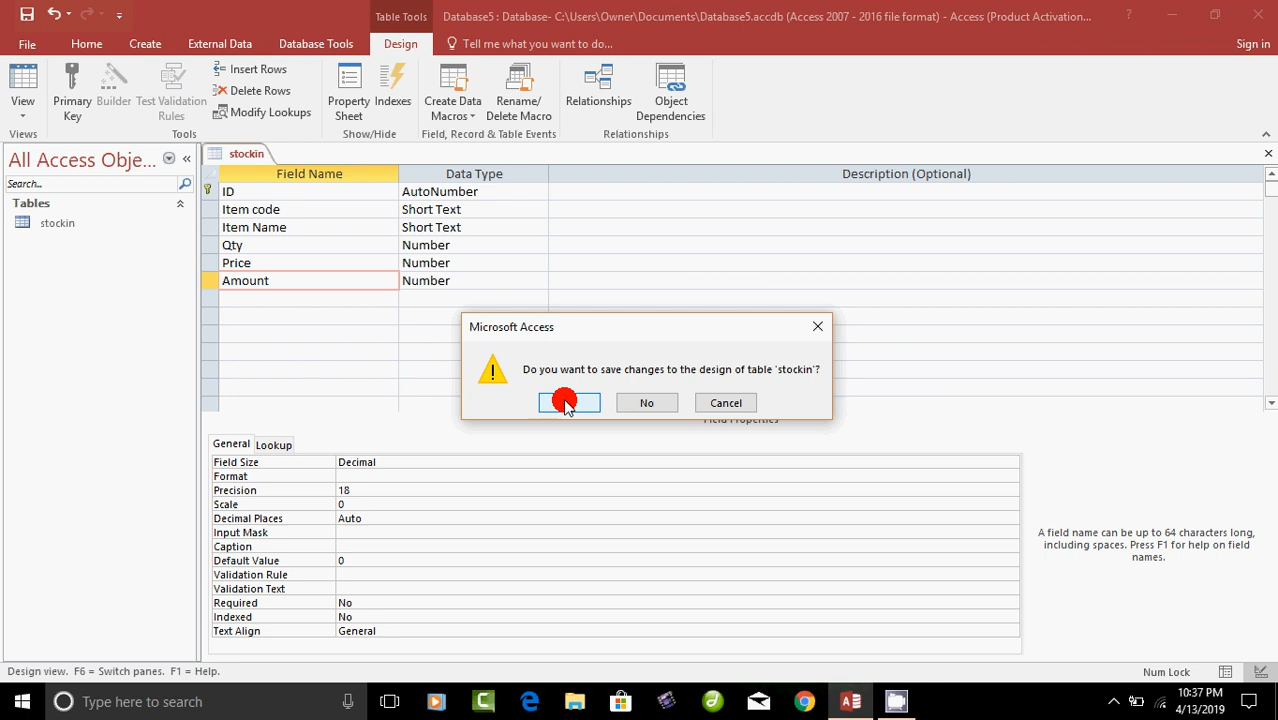 Table Tools
Database5 : Database- C:\Users\Owner\Documents\Database5.accdb (Access 2007 - 2016 file format) - Access (Product Activation...
?
File
Home
Create
External Data
Database Tools
Design
Tell me what you want to do...
Sign in
View
Primary Key
Builder
Test Validation Rules
Insert Rows
Delete Rows
Modify Lookups
Property Sheet
Indexes
Create Data Macros
Rename/ Delete Macro
Relationships
Object Dependencies
Views
Tools
Show/Hide
Field, Record & Table Events
Relationships
All Access Obje...
Search...
Tables
stockin
stockin
Field Name Data Type Description (Optional)
ID AutoNumber
Item code Short Text
Item Name Short Text
Qty Number
Price Number
Amount Number
Microsoft Access
Do you want to save changes to the design of table 'stockin'?
No
Cancel
Field Properties
General
Lookup
Field Size Decimal
Format
Precision 18
Scale 0
Decimal Places Auto
Input Mask
Caption
Default Value 0
Validation Rule
Validation Text
Required No
Indexed No
Text Align General
A field name can be up to 64 characters long,
including spaces. Press F1 for help on field
names.
Design view. F6 = Switch panes. F1 = Help.
Num Lock
Type here to search
10:37 PM
4/13/2019